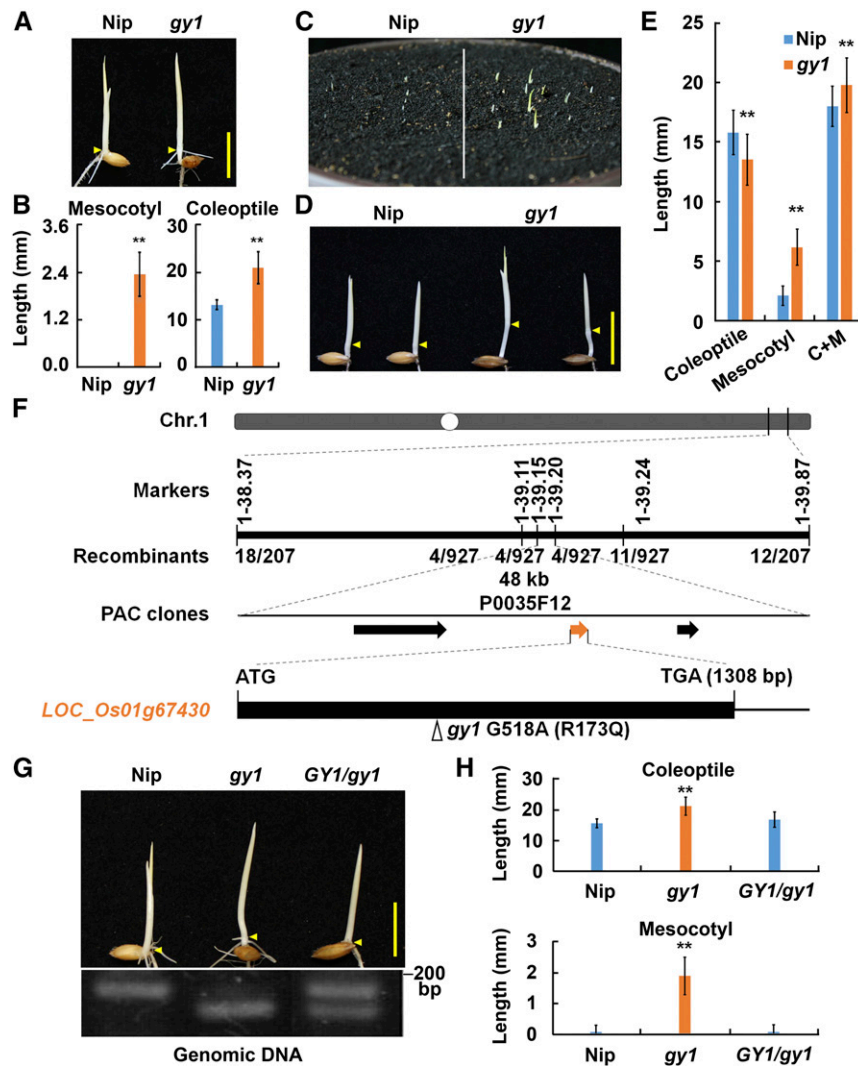 A
Nip gy1
B
Mesocotyl Coleoptile
Length (mm)
3.6
2.4
1.2
0.0
**
Nip gy1
30
20
10
0
**
Nip gy1
C
Nip gy1
D
Nip gy1
E
Nip
gy1
Length (mm)
25
20
15
10
5
0
**
**
**
Coleoptile
Mesocotyl
C+M
F
Chr.1
Markers
1-38.37
1-39.11
1-39.15
1-39.20
1-39.24
1-39.87
Recombinants
18/207 4/927 4/927 4/927 11/927 12/207
48 kb
PAC clones
P0035F12
ATG TGA (1308 bp)
LOC_Os01g67430
gy1 G518A (R173Q)
G
Nip gy1 GY1/gy1
–200
bp
Genomic DNA
H
Coleoptile
Length (mm)
30
20
10
0
**
Nip gy1 GY1/gy1
Mesocotyl
Length (mm)
3
2
1
0
**
Nip gy1 GY1/gy1